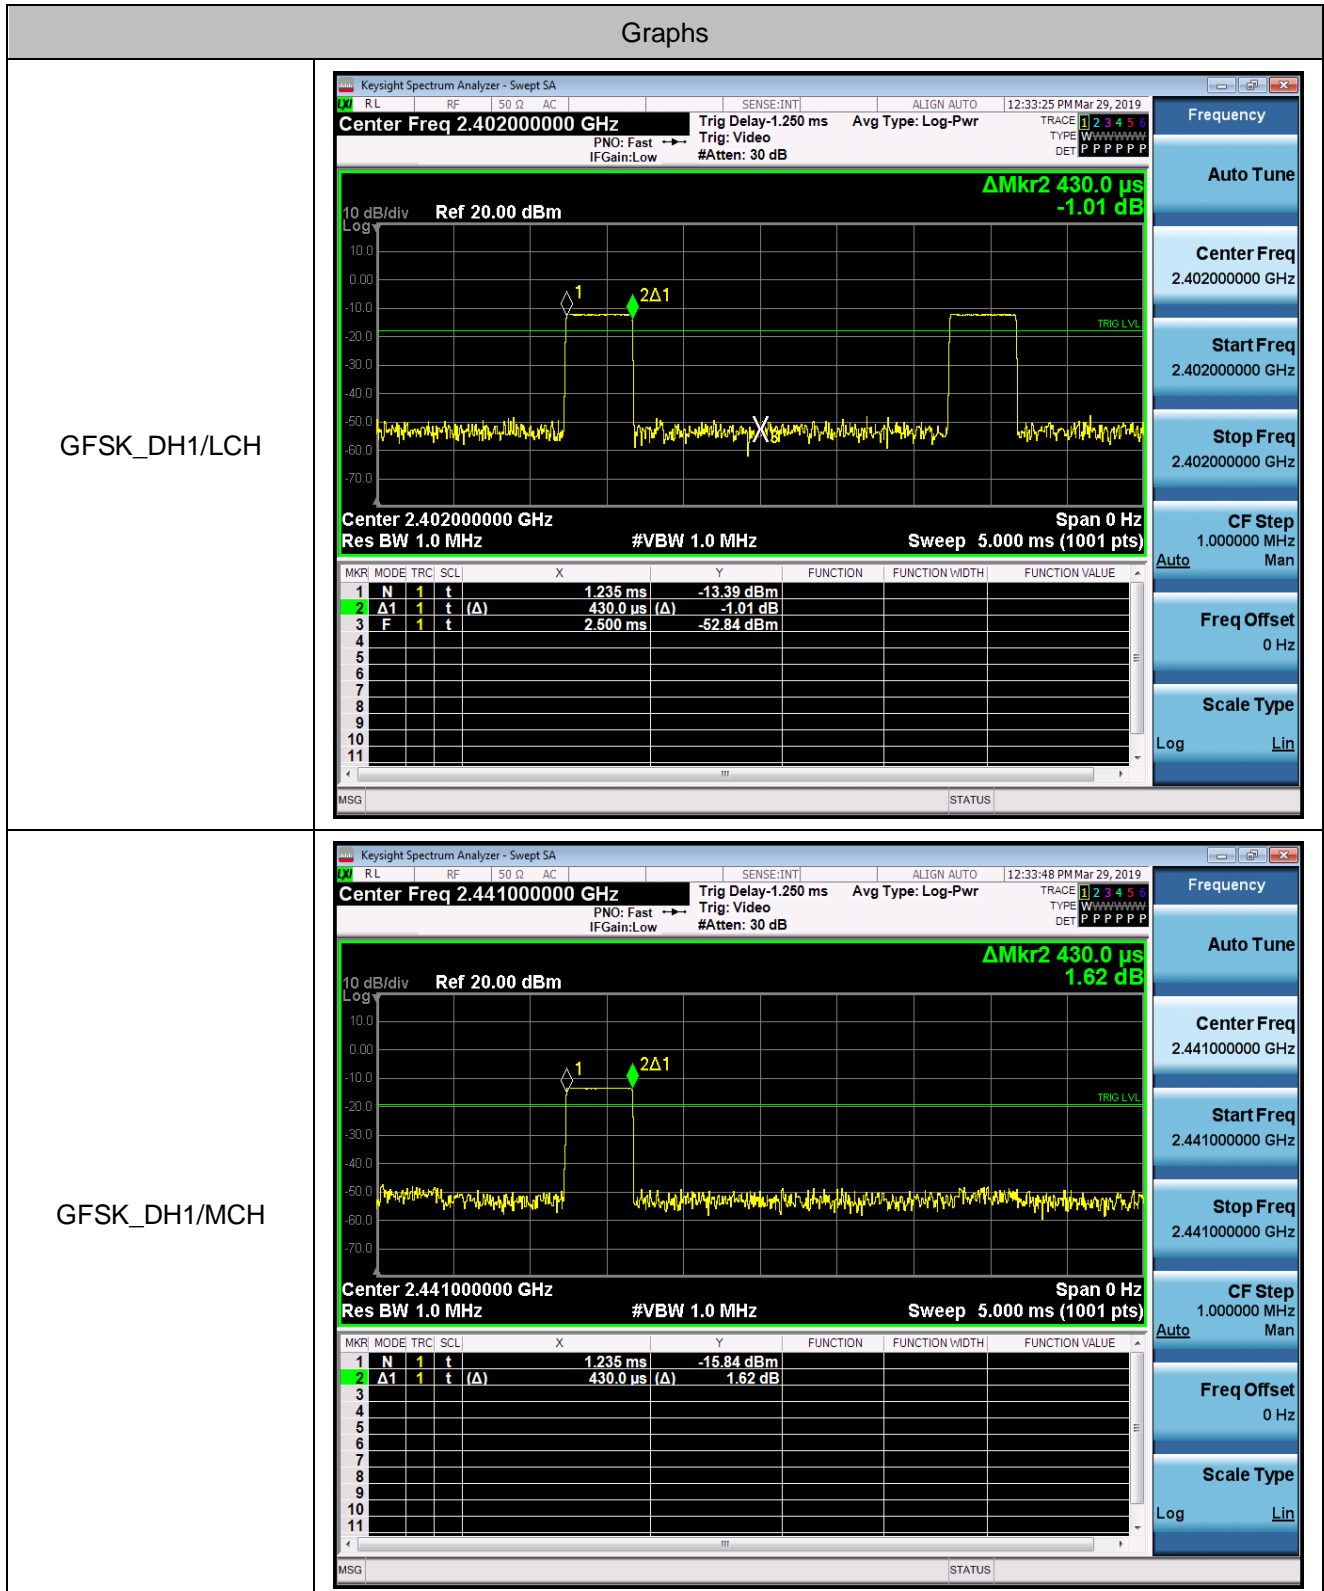 Graphs
GFSK_DH1/LCH
Keysight Spectrum Analyzer - Swept SA
LXI RL RF 50 Ω AC SENSE:INT ALIGN AUTO 12:33:25 PM Mar 29, 2019
Center Freq 2.402000000 GHz
PNO: Fast
IFGain:Low
Trig Delay-1.250 ms
Trig: Video
#Atten: 30 dB
Avg Type: Log-Pwr
TRACE 1 2 3 4 5 6
TYPE WWWWWW
DET P P P P P P
ΔMkr2 430.0 µs
-1.01 dB
10 dB/div Ref 20.00 dBm
Log
10.0
0.00
-10.0
-20.0
-30.0
-40.0
-50.0
-60.0
-70.0
1
2Δ1
TRIG LVL
X3
Center 2.402000000 GHz Span 0 Hz
Res BW 1.0 MHz #VBW 1.0 MHz Sweep 5.000 ms (1001 pts)
MKR MODE TRC SCL X Y FUNCTION FUNCTION WIDTH FUNCTION VALUE
1 N 1 t 1.235 ms -13.39 dBm
2 Δ1 1 t (Δ) 430.0 µs (Δ) -1.01 dB
3 F 1 t 2.500 ms -52.84 dBm
4
5
6
7
8
9
10
11
MSG STATUS
Frequency
Auto Tune
Center Freq
2.402000000 GHz
Start Freq
2.402000000 GHz
Stop Freq
2.402000000 GHz
CF Step
1.000000 MHz
Auto Man
Freq Offset
0 Hz
Scale Type
Log Lin
GFSK_DH1/MCH
Keysight Spectrum Analyzer - Swept SA
LXI RL RF 50 Ω AC SENSE:INT ALIGN AUTO 12:33:48 PM Mar 29, 2019
Center Freq 2.441000000 GHz
PNO: Fast
IFGain:Low
Trig Delay-1.250 ms
Trig: Video
#Atten: 30 dB
Avg Type: Log-Pwr
TRACE 1 2 3 4 5 6
TYPE WWWWWW
DET P P P P P P
ΔMkr2 430.0 µs
1.62 dB
10 dB/div Ref 20.00 dBm
Log
10.0
0.00
-10.0
-20.0
-30.0
-40.0
-50.0
-60.0
-70.0
1
2Δ1
TRIG LVL
Center 2.441000000 GHz Span 0 Hz
Res BW 1.0 MHz #VBW 1.0 MHz Sweep 5.000 ms (1001 pts)
MKR MODE TRC SCL X Y FUNCTION FUNCTION WIDTH FUNCTION VALUE
1 N 1 t 1.235 ms -15.84 dBm
2 Δ1 1 t (Δ) 430.0 µs (Δ) 1.62 dB
3
4
5
6
7
8
9
10
11
MSG STATUS
Frequency
Auto Tune
Center Freq
2.441000000 GHz
Start Freq
2.441000000 GHz
Stop Freq
2.441000000 GHz
CF Step
1.000000 MHz
Auto Man
Freq Offset
0 Hz
Scale Type
Log Lin